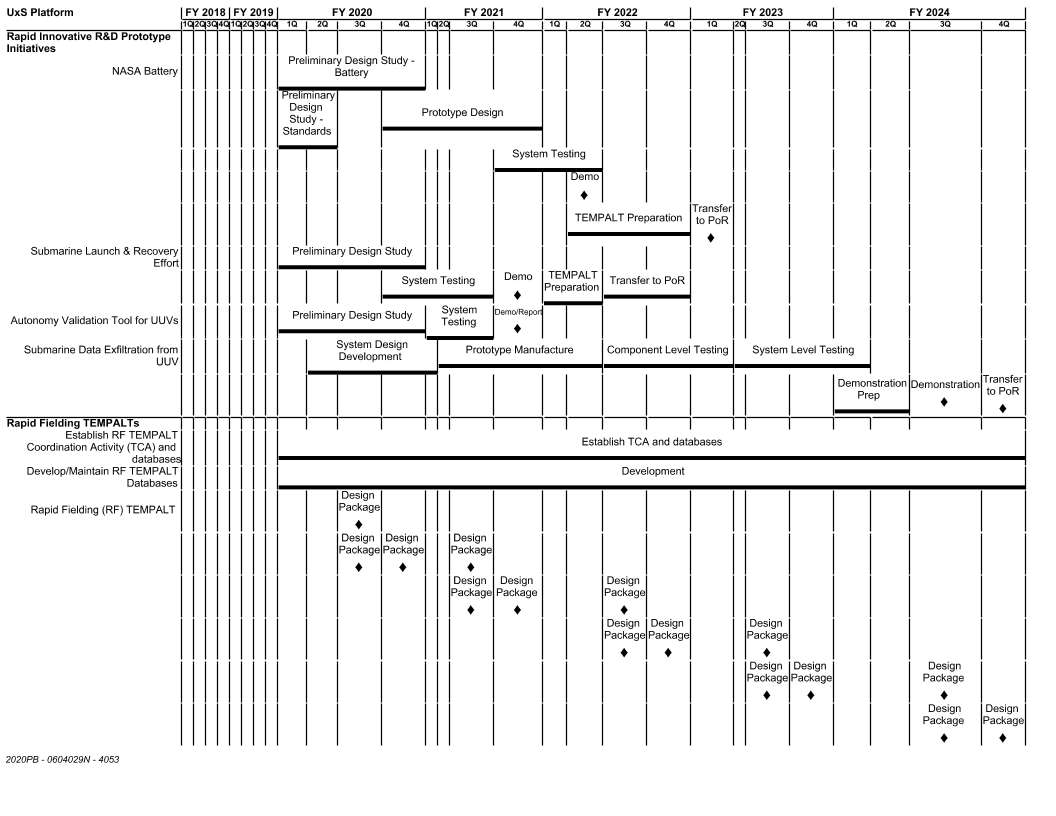 UxS Platform
FY 2018 FY 2019 FY 2020 FY 2021 FY 2022 FY 2023 FY 2024
1Q 2Q 3Q 4Q 1Q 2Q 3Q 4Q 1Q 2Q 3Q 4Q 1Q 2Q 3Q 4Q 1Q 2Q 3Q 4Q 1Q 2Q 3Q 4Q 1Q 2Q 3Q 4Q
Rapid Innovative R&D Prototype
Initiatives
NASA Battery
Preliminary Design Study -
Battery
Preliminary
Design
Study -
Standards
Prototype Design
System Testing
Demo
TEMPALT Preparation
Transfer
to PoR
Submarine Launch & Recovery
Effort
Preliminary Design Study
System Testing
Demo
TEMPALT
Preparation
Transfer to PoR
Autonomy Validation Tool for UUVs
Preliminary Design Study
System
Testing
Demo/Report
Submarine Data Exfiltration from
UUV
System Design
Development
Prototype Manufacture
Component Level Testing
System Level Testing
Demonstration
Prep
Demonstration
Transfer
to PoR
Rapid Fielding TEMPALTs
Establish RF TEMPALT
Coordination Activity (TCA) and
databases
Establish TCA and databases
Develop/Maintain RF TEMPALT
Databases
Development
Rapid Fielding (RF) TEMPALT
Design
Package
Design Design Design
Package Package Package
Design Design Design
Package Package Package
Design Design Design
Package Package Package
Design Design Design
Package Package Package
Design Design
Package Package
2020PB - 0604029N - 4053